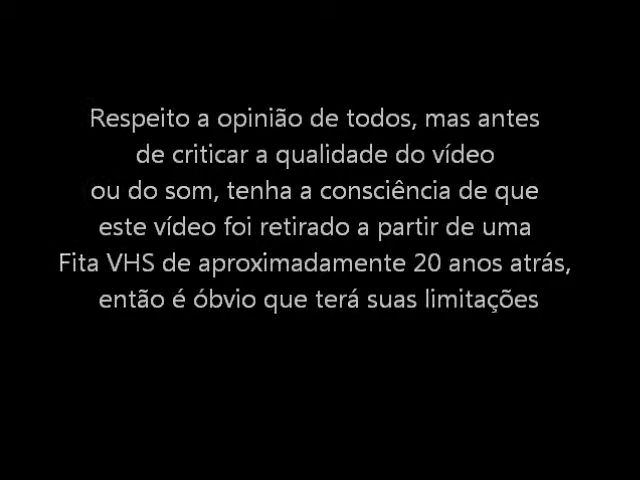 Respeito a opinião de todos, mas antes
de criticar a qualidade do vídeo
ou do som, tenha a consciência de que
este vídeo foi retirado a partir de uma
Fita VHS de aproximadamente 20 anos atrás,
então é óbvio que terá suas limitações